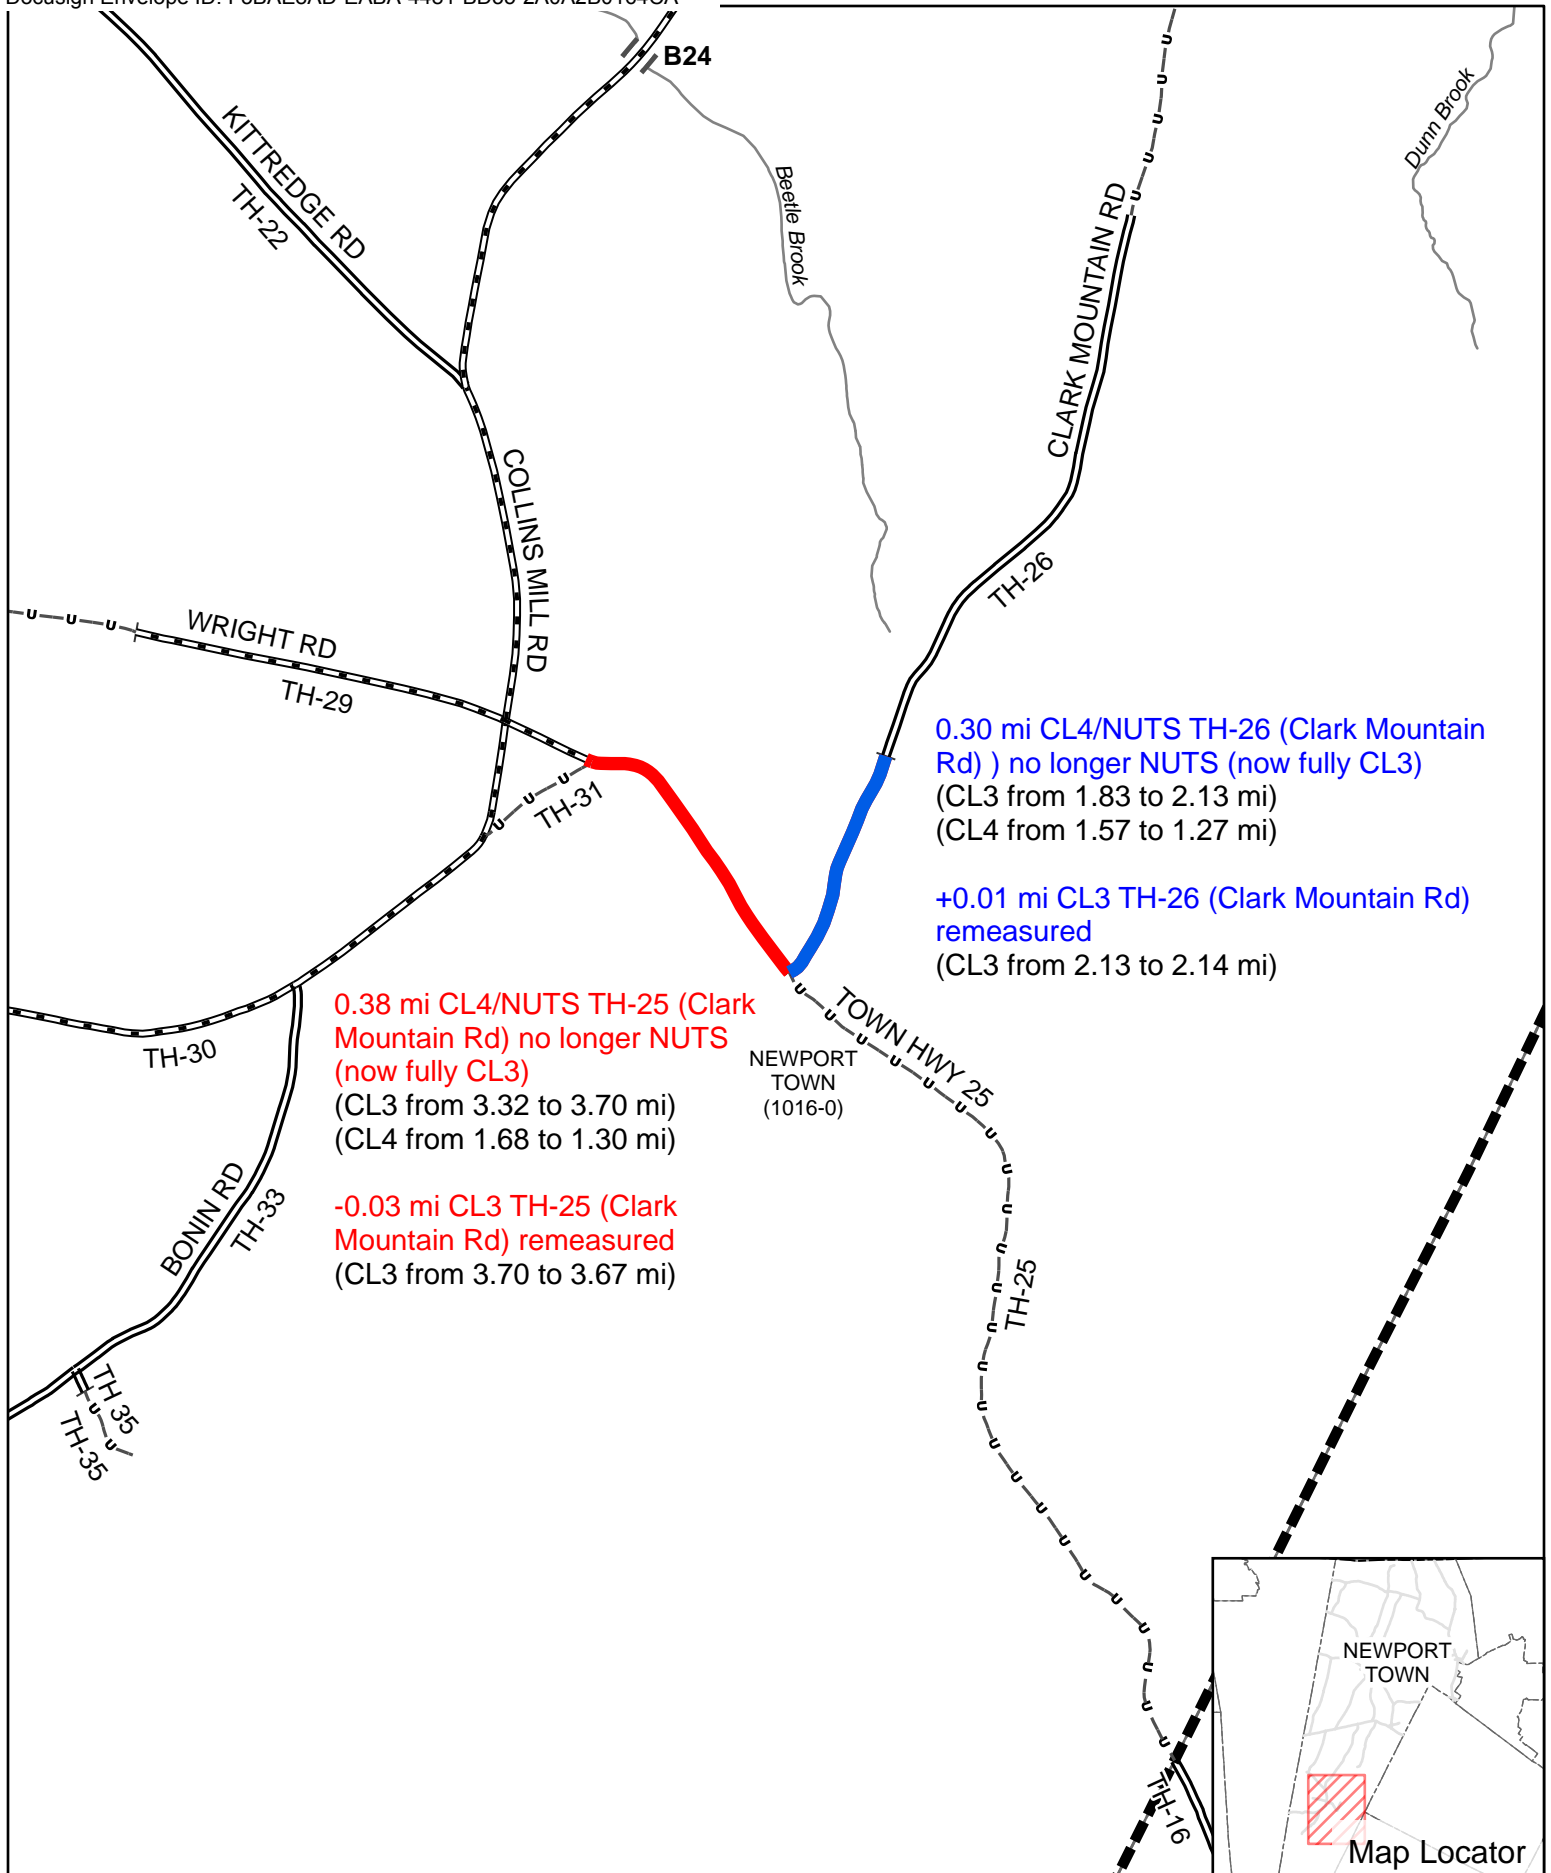 B24
KITTREDGE RD
TH-22
Beetle Brook
Dunn Brook
CLARK MOUNTAIN RD
TH-26
COLLINS MILL RD
WRIGHT RD
TH-29
TH-31
0.30 mi CL4/NUTS TH-26 (Clark Mountain
Rd) ) no longer NUTS (now fully CL3)
(CL3 from 1.83 to 2.13 mi)
(CL4 from 1.57 to 1.27 mi)
+0.01 mi CL3 TH-26 (Clark Mountain Rd)
remeasured
(CL3 from 2.13 to 2.14 mi)
TH-30
0.38 mi CL4/NUTS TH-25 (Clark
Mountain Rd) no longer NUTS
(now fully CL3)
(CL3 from 3.32 to 3.70 mi)
(CL4 from 1.68 to 1.30 mi)
-0.03 mi CL3 TH-25 (Clark
Mountain Rd) remeasured
(CL3 from 3.70 to 3.67 mi)
TOWN HWY 25
NEWPORT
TOWN
(1016-0)
BONIN RD
TH-33
TH-25
TH 35
TH-35
TH-16
NEWPORT
TOWN
Map Locator